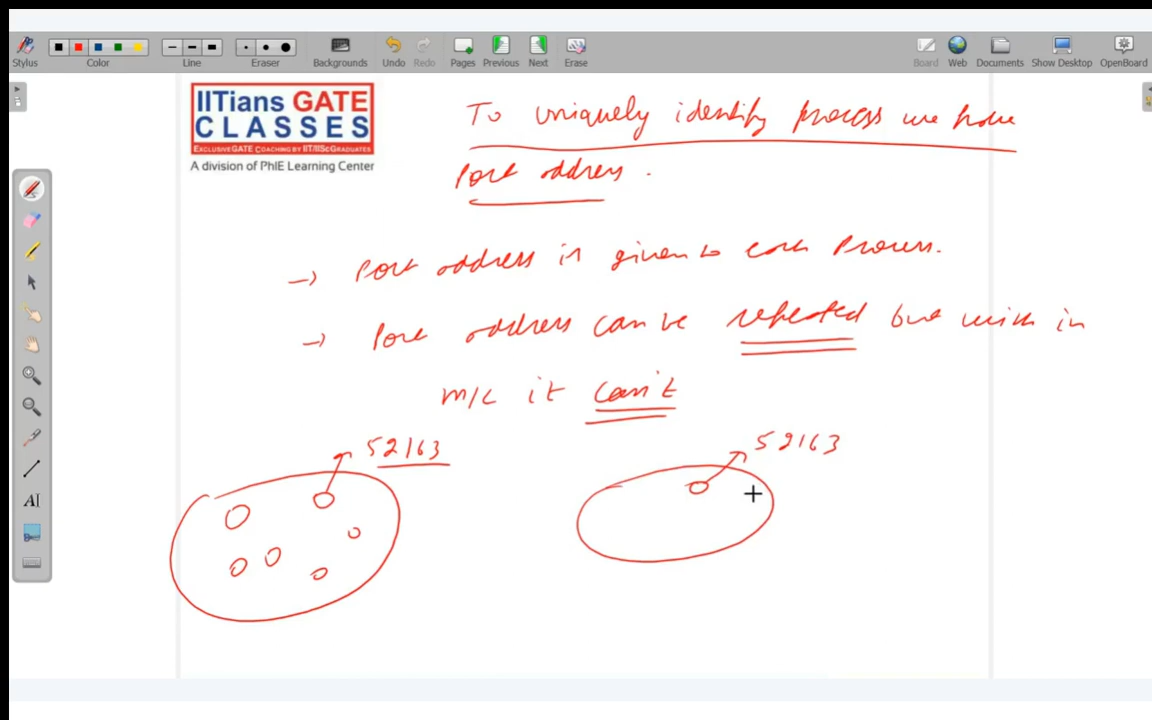 Stylus Color Line Eraser Backgrounds Undo Redo Pages Previous Next Erase Board Web Documents Show Desktop OpenBoard
IITians GATE
CLASSES
EXCLUSIVE GATE COACHING BY IIT/IISc GRADUATES
A division of PhIE Learning Center
To uniquely identify process we have
Port address.
→ Port address is given to each Process.
→ Port address can be repeated but with in
m/c it can't
52163
52163
AI